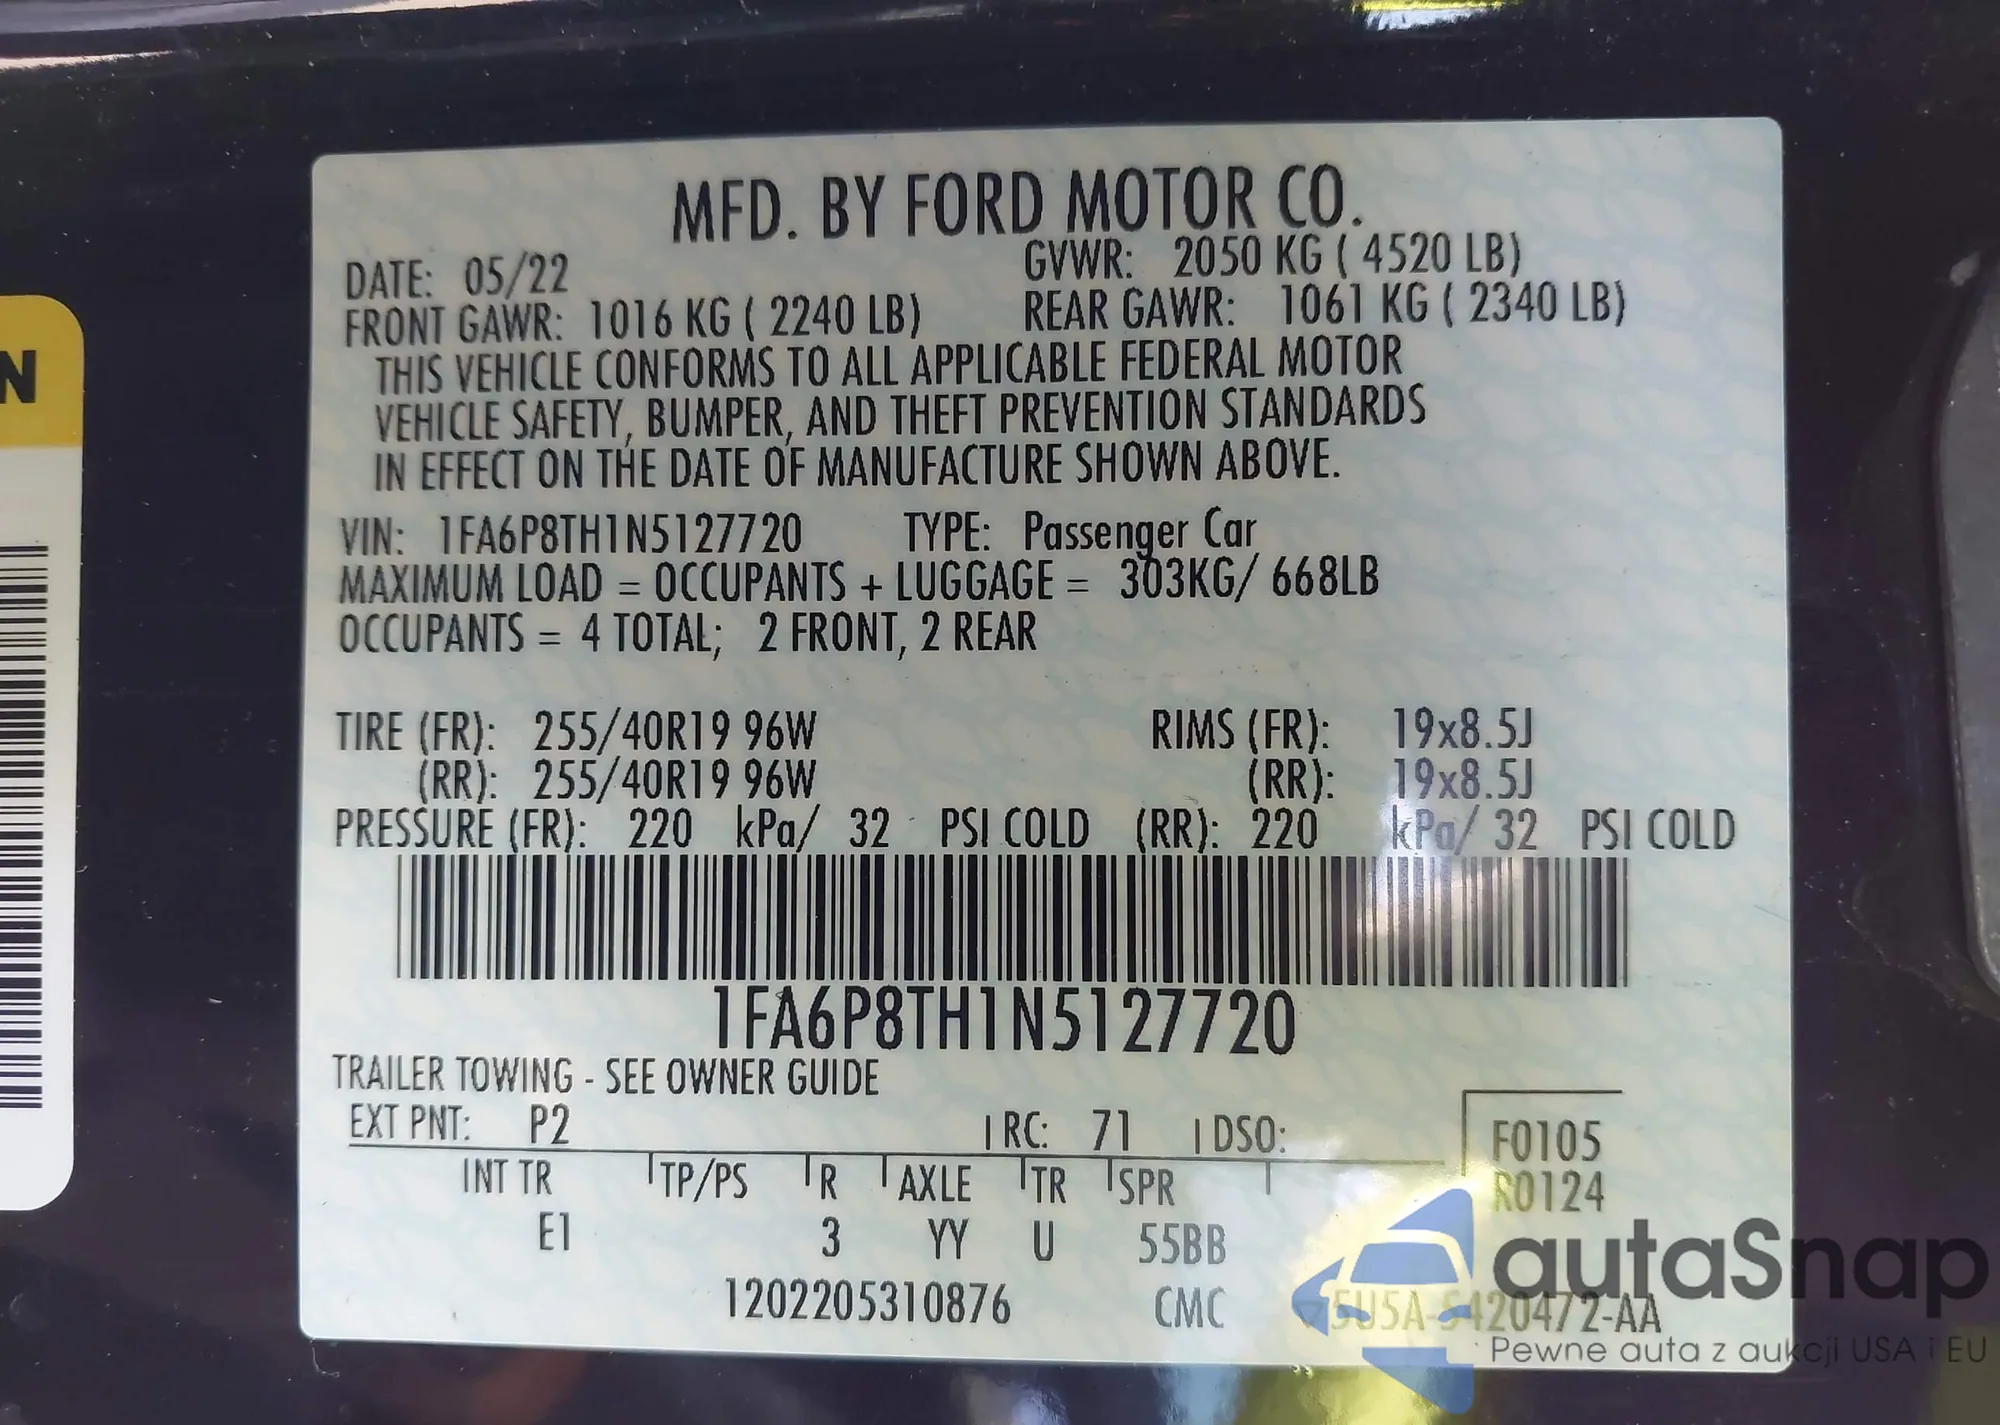 N
MFD. BY FORD MOTOR CO.
DATE: 05/22 GVWR: 2050 KG ( 4520 LB)
FRONT GAWR: 1016 KG ( 2240 LB) REAR GAWR: 1061 KG ( 2340 LB)
THIS VEHICLE CONFORMS TO ALL APPLICABLE FEDERAL MOTOR
VEHICLE SAFETY, BUMPER, AND THEFT PREVENTION STANDARDS
IN EFFECT ON THE DATE OF MANUFACTURE SHOWN ABOVE.
VIN: 1FA6P8TH1N5127720 TYPE: Passenger Car
MAXIMUM LOAD = OCCUPANTS + LUGGAGE = 303KG/ 668LB
OCCUPANTS = 4 TOTAL; 2 FRONT, 2 REAR
TIRE (FR): 255/40R19 96W RIMS (FR): 19x8.5J
(RR): 255/40R19 96W (RR): 19x8.5J
PRESSURE (FR): 220 kPa/ 32 PSI COLD (RR): 220 kPa/ 32 PSI COLD
1FA6P8TH1N5127720
TRAILER TOWING - SEE OWNER GUIDE
EXT PNT: P2 RC: 71 DSO: F0105
R0124
INT TR TP/PS R AXLE TR SPR
E1 3 YY U 55BB
1202205310876 CMC 5U5A-5420472-AA
autaSnap
Pewne auta z aukcji USA i EU